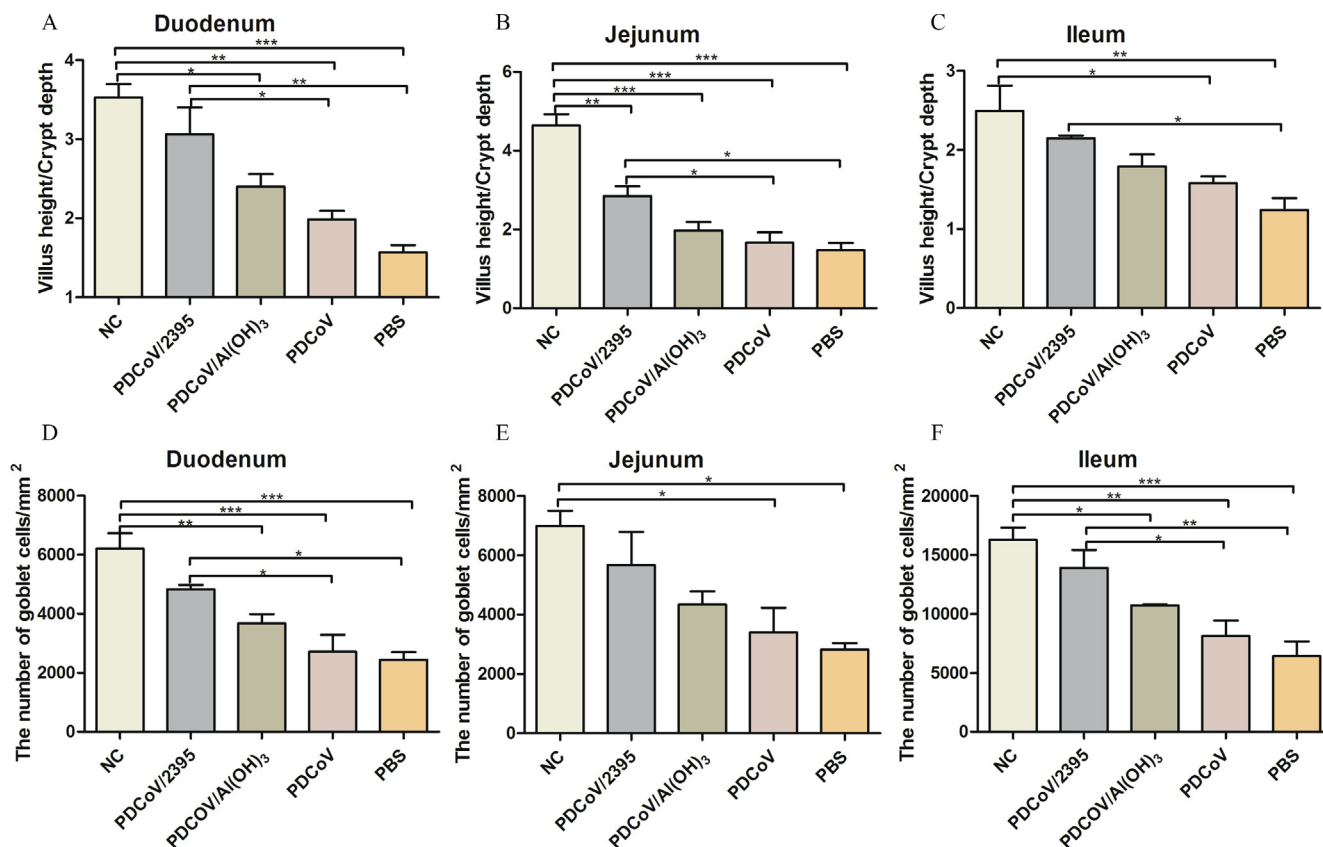 A
Duodenum
Villus height/Crypt depth
4
3
2
1
***
**
*
**
*
NC
PDCoV/2395
PDCoV/Al(OH)₃
PDCoV
PBS
B
Jejunum
Villus height/Crypt depth
6
4
2
0
***
***
***
**
*
*
NC
PDCoV/2395
PDCoV/Al(OH)₃
PDCoV
PBS
C
Ileum
Villus height/Crypt depth
3
2
1
0
**
*
*
NC
PDCoV/2395
PDCoV/Al(OH)₃
PDCoV
PBS
D
Duodenum
The number of goblet cells/mm²
8000
6000
4000
2000
0
***
***
**
*
*
NC
PDCoV/2395
PDCOV/Al(OH)₃
PDCoV
PBS
E
Jejunum
The number of goblet cells/mm²
8000
6000
4000
2000
0
*
*
NC
PDCoV/2395
PDCoV/Al(OH)₃
PDCoV
PBS
F
Ileum
The number of goblet cells/mm²
20000
15000
10000
5000
0
***
**
*
**
*
NC
PDCoV/2395
PDCOV/Al(OH)₃
PDCoV
PBS